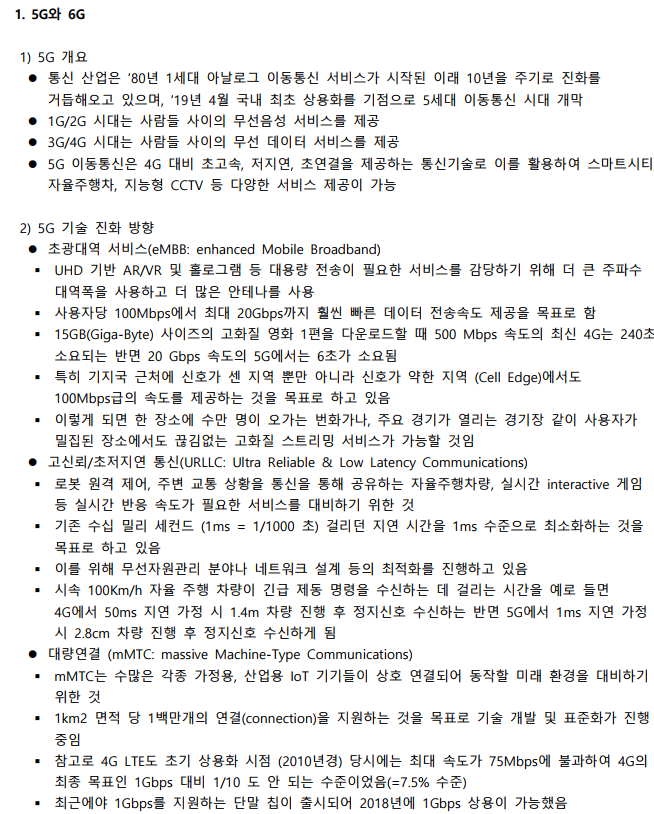 1. 5G와 6G
1) 5G 개요
● 통신 산업은 '80년 1세대 아날로그 이동통신 서비스가 시작된 이래 10년을 주기로 진화를
거듭해오고 있으며, '19년 4월 국내 최초 상용화를 기점으로 5세대 이동통신 시대 개막
● 1G/2G 시대는 사람들 사이의 무선음성 서비스를 제공
● 3G/4G 시대는 사람들 사이의 무선 데이터 서비스를 제공
● 5G 이동통신은 4G 대비 초고속, 저지연, 초연결을 제공하는 통신기술로 이를 활용하여 스마트시티
자율주행차, 지능형 CCTV 등 다양한 서비스 제공이 가능
2) 5G 기술 진화 방향
● 초광대역 서비스(eMBB: enhanced Mobile Broadband)
▪ UHD 기반 AR/VR 및 홀로그램 등 대용량 전송이 필요한 서비스를 감당하기 위해 더 큰 주파수
대역폭을 사용하고 더 많은 안테나를 사용
▪ 사용자당 100Mbps에서 최대 20Gbps까지 훨씬 빠른 데이터 전송속도 제공을 목표로 함
▪ 15GB(Giga-Byte) 사이즈의 고화질 영화 1편을 다운로드할 때 500 Mbps 속도의 최신 4G는 240초
소요되는 반면 20 Gbps 속도의 5G에서는 6초가 소요됨
▪ 특히 기지국 근처에 신호가 센 지역 뿐만 아니라 신호가 약한 지역 (Cell Edge)에서도
100Mbps급의 속도를 제공하는 것을 목표로 하고 있음
▪ 이렇게 되면 한 장소에 수만 명이 오가는 번화가나, 주요 경기가 열리는 경기장 같이 사용자가
밀집된 장소에서도 끊김없는 고화질 스트리밍 서비스가 가능할 것임
● 고신뢰/초저지연 통신(URLLC: Ultra Reliable & Low Latency Communications)
▪ 로봇 원격 제어, 주변 교통 상황을 통신을 통해 공유하는 자율주행차량, 실시간 interactive 게임
등 실시간 반응 속도가 필요한 서비스를 대비하기 위한 것
▪ 기존 수십 밀리 세컨드 (1ms = 1/1000 초) 걸리던 지연 시간을 1ms 수준으로 최소화하는 것을
목표로 하고 있음
▪ 이를 위해 무선자원관리 분야나 네트워크 설계 등의 최적화를 진행하고 있음
▪ 시속 100Km/h 자율 주행 차량이 긴급 제동 명령을 수신하는 데 걸리는 시간을 예로 들면
4G에서 50ms 지연 가정 시 1.4m 차량 진행 후 정지신호 수신하는 반면 5G에서 1ms 지연 가정
시 2.8cm 차량 진행 후 정지신호 수신하게 됨
● 대량연결 (mMTC: massive Machine-Type Communications)
▪ mMTC는 수많은 각종 가정용, 산업용 IoT 기기들이 상호 연결되어 동작할 미래 환경을 대비하기
위한 것
▪ 1km2 면적 당 1백만개의 연결(connection)을 지원하는 것을 목표로 기술 개발 및 표준화가 진행
중임
▪ 참고로 4G LTE도 초기 상용화 시점 (2010년경) 당시에는 최대 속도가 75Mbps에 불과하여 4G의
최종 목표인 1Gbps 대비 1/10 도 안 되는 수준이었음(=7.5% 수준)
▪ 최근에야 1Gbps를 지원하는 단말 칩이 출시되어 2018년에 1Gbps 상용이 가능했음